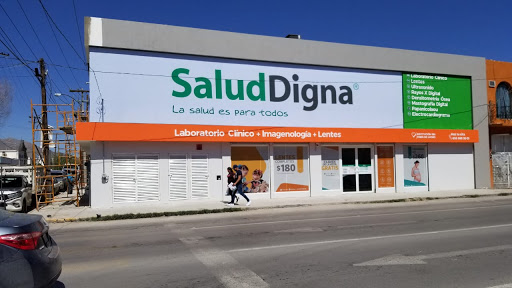 SaludDigna®
La salud es para todos
Laboratorio Clínico
Lentes
Ultrasonido
Rayos X Digital
Densitometría Ósea
Mastografía Digital
Papanicolaou
Electrocardiograma
Laboratorio Clínico + Imagenología + Lentes
$180
GRATIS